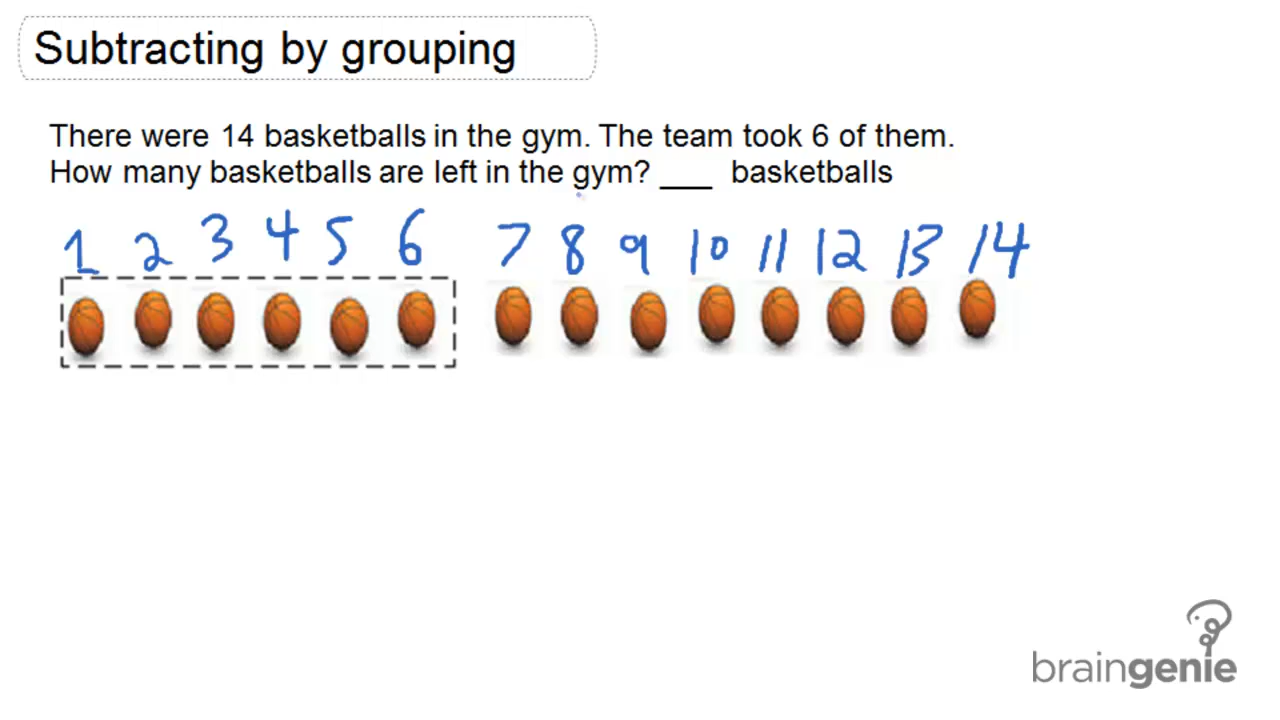 Subtracting by grouping
There were 14 basketballs in the gym. The team took 6 of them.
How many basketballs are left in the gym? ___ basketballs
1 2 3 4 5 6 7 8 9 10 11 12 13 14
braingenie